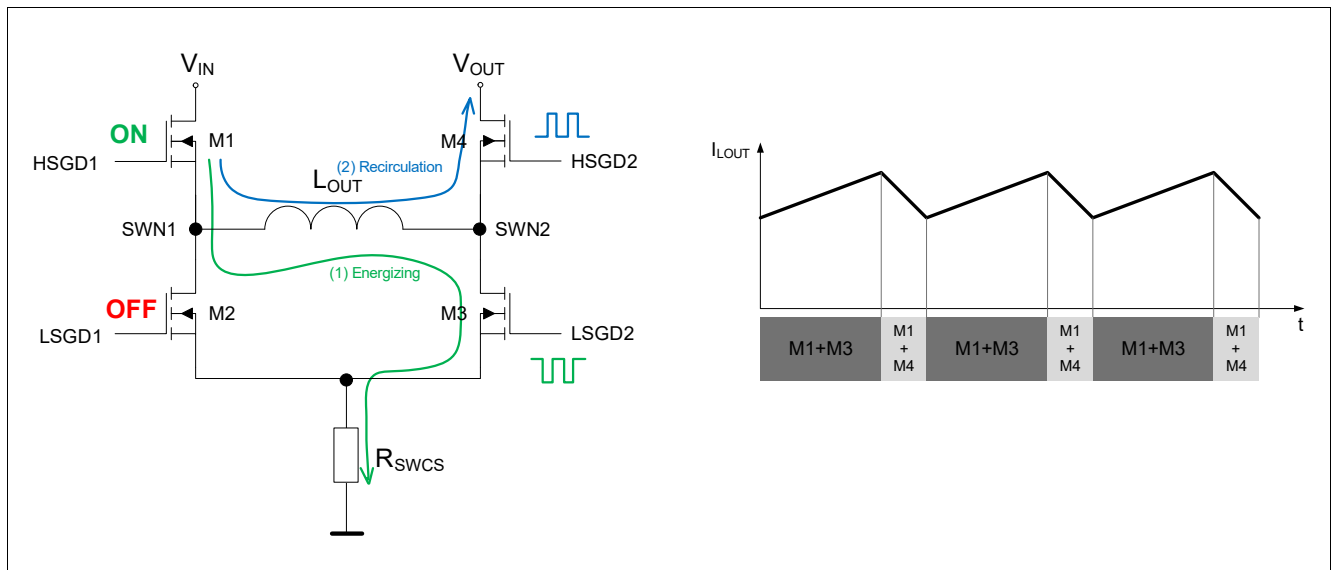 VIN
VOUT
ON
M1
M4
HSGD1
(2) Recirculation
HSGD2
LOUT
SWN1
SWN2
(1) Energizing
OFF
M2
M3
LSGD1
LSGD2
RSWCS
ILOUT
t
M1+M3
M1
+
M4
M1+M3
M1
+
M4
M1+M3
M1
+
M4